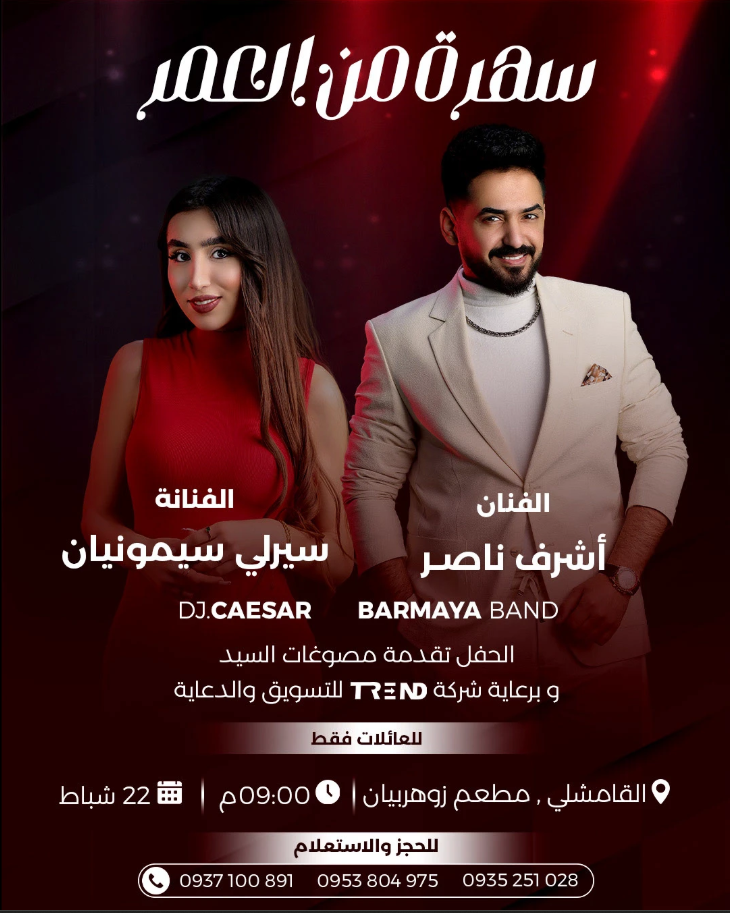 سهرة من العمر
الفنان
أشرف ناصر
الفنانة
سيرلي سيمونيان
DJ.CAESAR BARMAYA BAND
الحفل تقدمة مصوغات السيد
و برعاية شركة TREND للتسويق والدعاية
للعائلات فقط
القامشلي , مطعم زوهربيان | 09:00م | 22 شباط
للحجز والاستعلام
0937 100 891 0953 804 975 0935 251 028